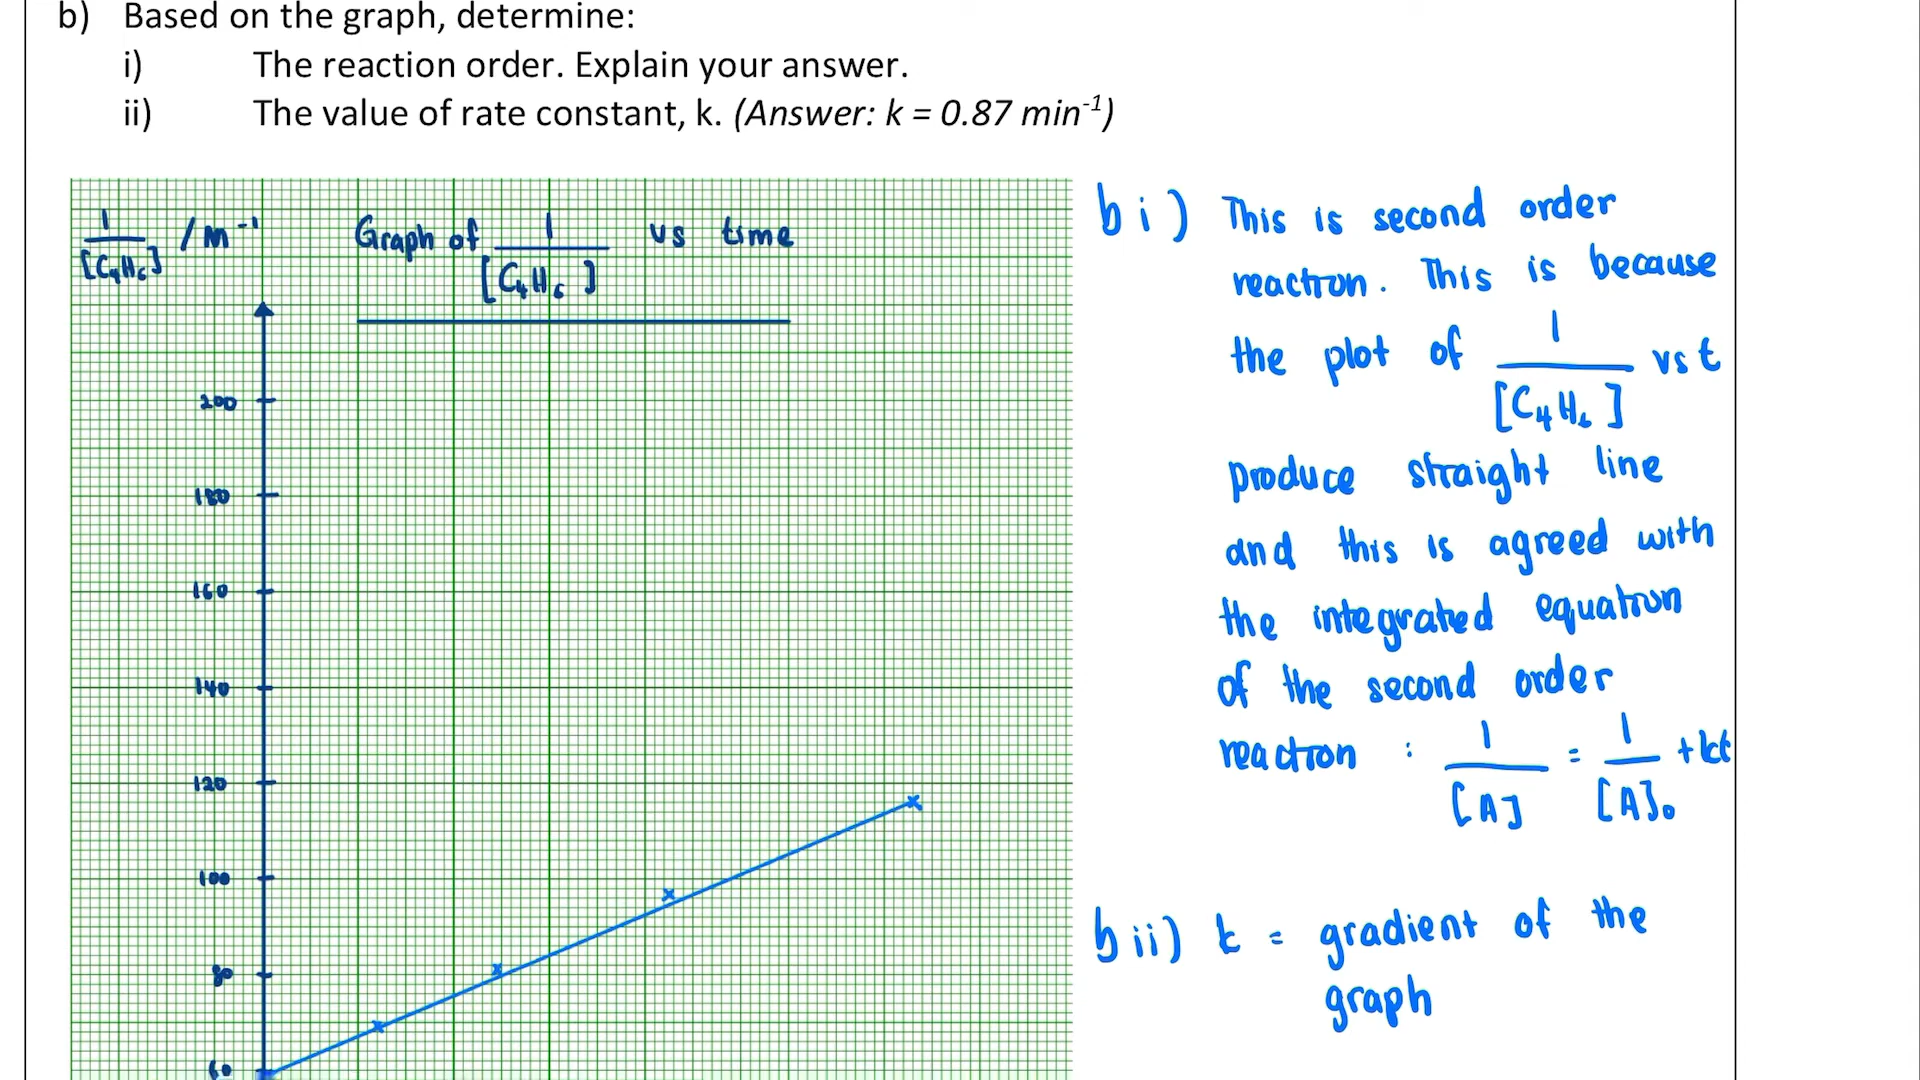 b) Based on the graph, determine:
i) The reaction order. Explain your answer.
ii) The value of rate constant, k. (Answer: k = 0.87 min⁻¹)
1/[C₄H₆] / M⁻¹
Graph of 1/[C₄H₆] vs time
200
180
160
140
120
100
80
60
bi) This is second order
reaction. This is because
the plot of 1/[C₄H₆] vs t
produce straight line
and this is agreed with
the integrated equation
of the second order
reaction : 1/[A] = 1/[A]₀ + kt
bii) k = gradient of the
graph